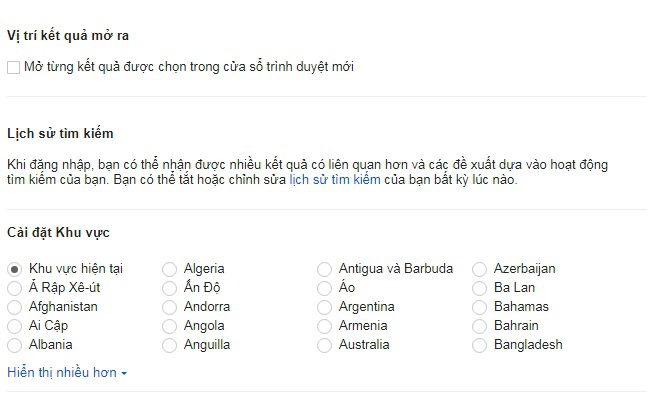 Vị trí kết quả mở ra
Mở từng kết quả được chọn trong cửa sổ trình duyệt mới
Lịch sử tìm kiếm
Khi đăng nhập, bạn có thể nhận được nhiều kết quả có liên quan hơn và các đề xuất dựa vào hoạt động
tìm kiếm của bạn. Bạn có thể tắt hoặc chỉnh sửa lịch sử tìm kiếm của bạn bất kỳ lúc nào.
Cài đặt Khu vực
Khu vực hiện tại Algeria Antigua và Barbuda Azerbaijan
Ả Rập Xê-út Ấn Độ Áo Ba Lan
Afghanistan Andorra Argentina Bahamas
Ai Cập Angola Armenia Bahrain
Albania Anguilla Australia Bangladesh
Hiển thị nhiều hơn